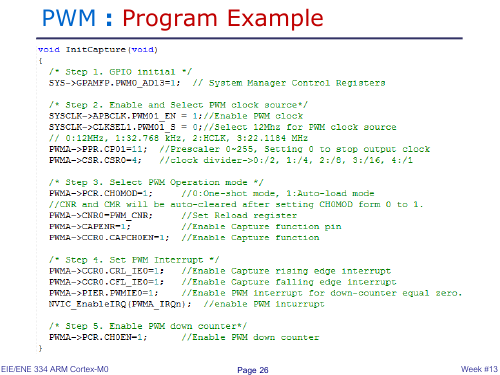 PWM : Program Example
void InitCapture(void)
{
/* Step 1. GPIO initial */
SYS->GPAMFP.PWM0_AD13=1; // System Manager Control Registers
/* Step 2. Enable and Select PWM clock source*/
SYSCLK->APBCLK.PWM01_EN = 1;//Enable PWM clock
SYSCLK->CLKSEL1.PWM01_S = 0;//Select 12Mhz for PWM clock source
// 0:12MHz, 1:32.768 kHz, 2:HCLK, 3:22.1184 MHz
PWMA->PPR.CP01=11; //Prescaler 0~255, Setting 0 to stop output clock
PWMA->CSR.CSR0=4; //clock divider->0:/2, 1:/4, 2:/8, 3:/16, 4:/1
/* Step 3. Select PWM Operation mode */
PWMA->PCR.CH0MOD=1; //0:One-shot mode, 1:Auto-load mode
//CNR and CMR will be auto-cleared after setting CH0MOD form 0 to 1.
PWMA->CNR0=PWM_CNR; //Set Reload register
PWMA->CAPENR=1; //Enable Capture function pin
PWMA->CCR0.CAPCH0EN=1; //Enable Capture function
/* Step 4. Set PWM Interrupt */
PWMA->CCR0.CRL_IE0=1; //Enable Capture rising edge interrupt
PWMA->CCR0.CFL_IE0=1; //Enable Capture falling edge interrupt
PWMA->PIER.PWMIE0=1; //Enable PWM interrupt for down-counter equal zero.
NVIC_EnableIRQ(PWMA_IRQn); //enable PWM inturrupt
/* Step 5. Enable PWM down counter*/
PWMA->PCR.CH0EN=1; //Enable PWM down counter
}
EIE/ENE 334 ARM Cortex-M0
Page 26
Week #13